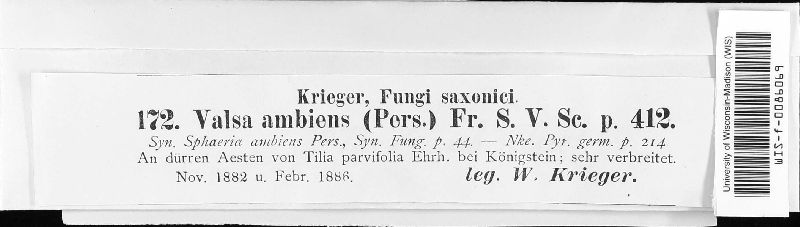 Krieger, Fungi saxonici.
172. Valsa ambiens (Pers.) Fr. S. V. Sc. p. 412.
Syn. Sphaeria ambiens Pers., Syn. Fung. p. 44. — Nke. Pyr. germ. p. 214
An dürren Aesten von Tilia parvifolia Ehrh. bei Königstein; sehr verbreitet.
Nov. 1882 u. Febr. 1886. leg. W. Krieger.
University of Wisconsin-Madison (WIS)
WIS-f-0086069